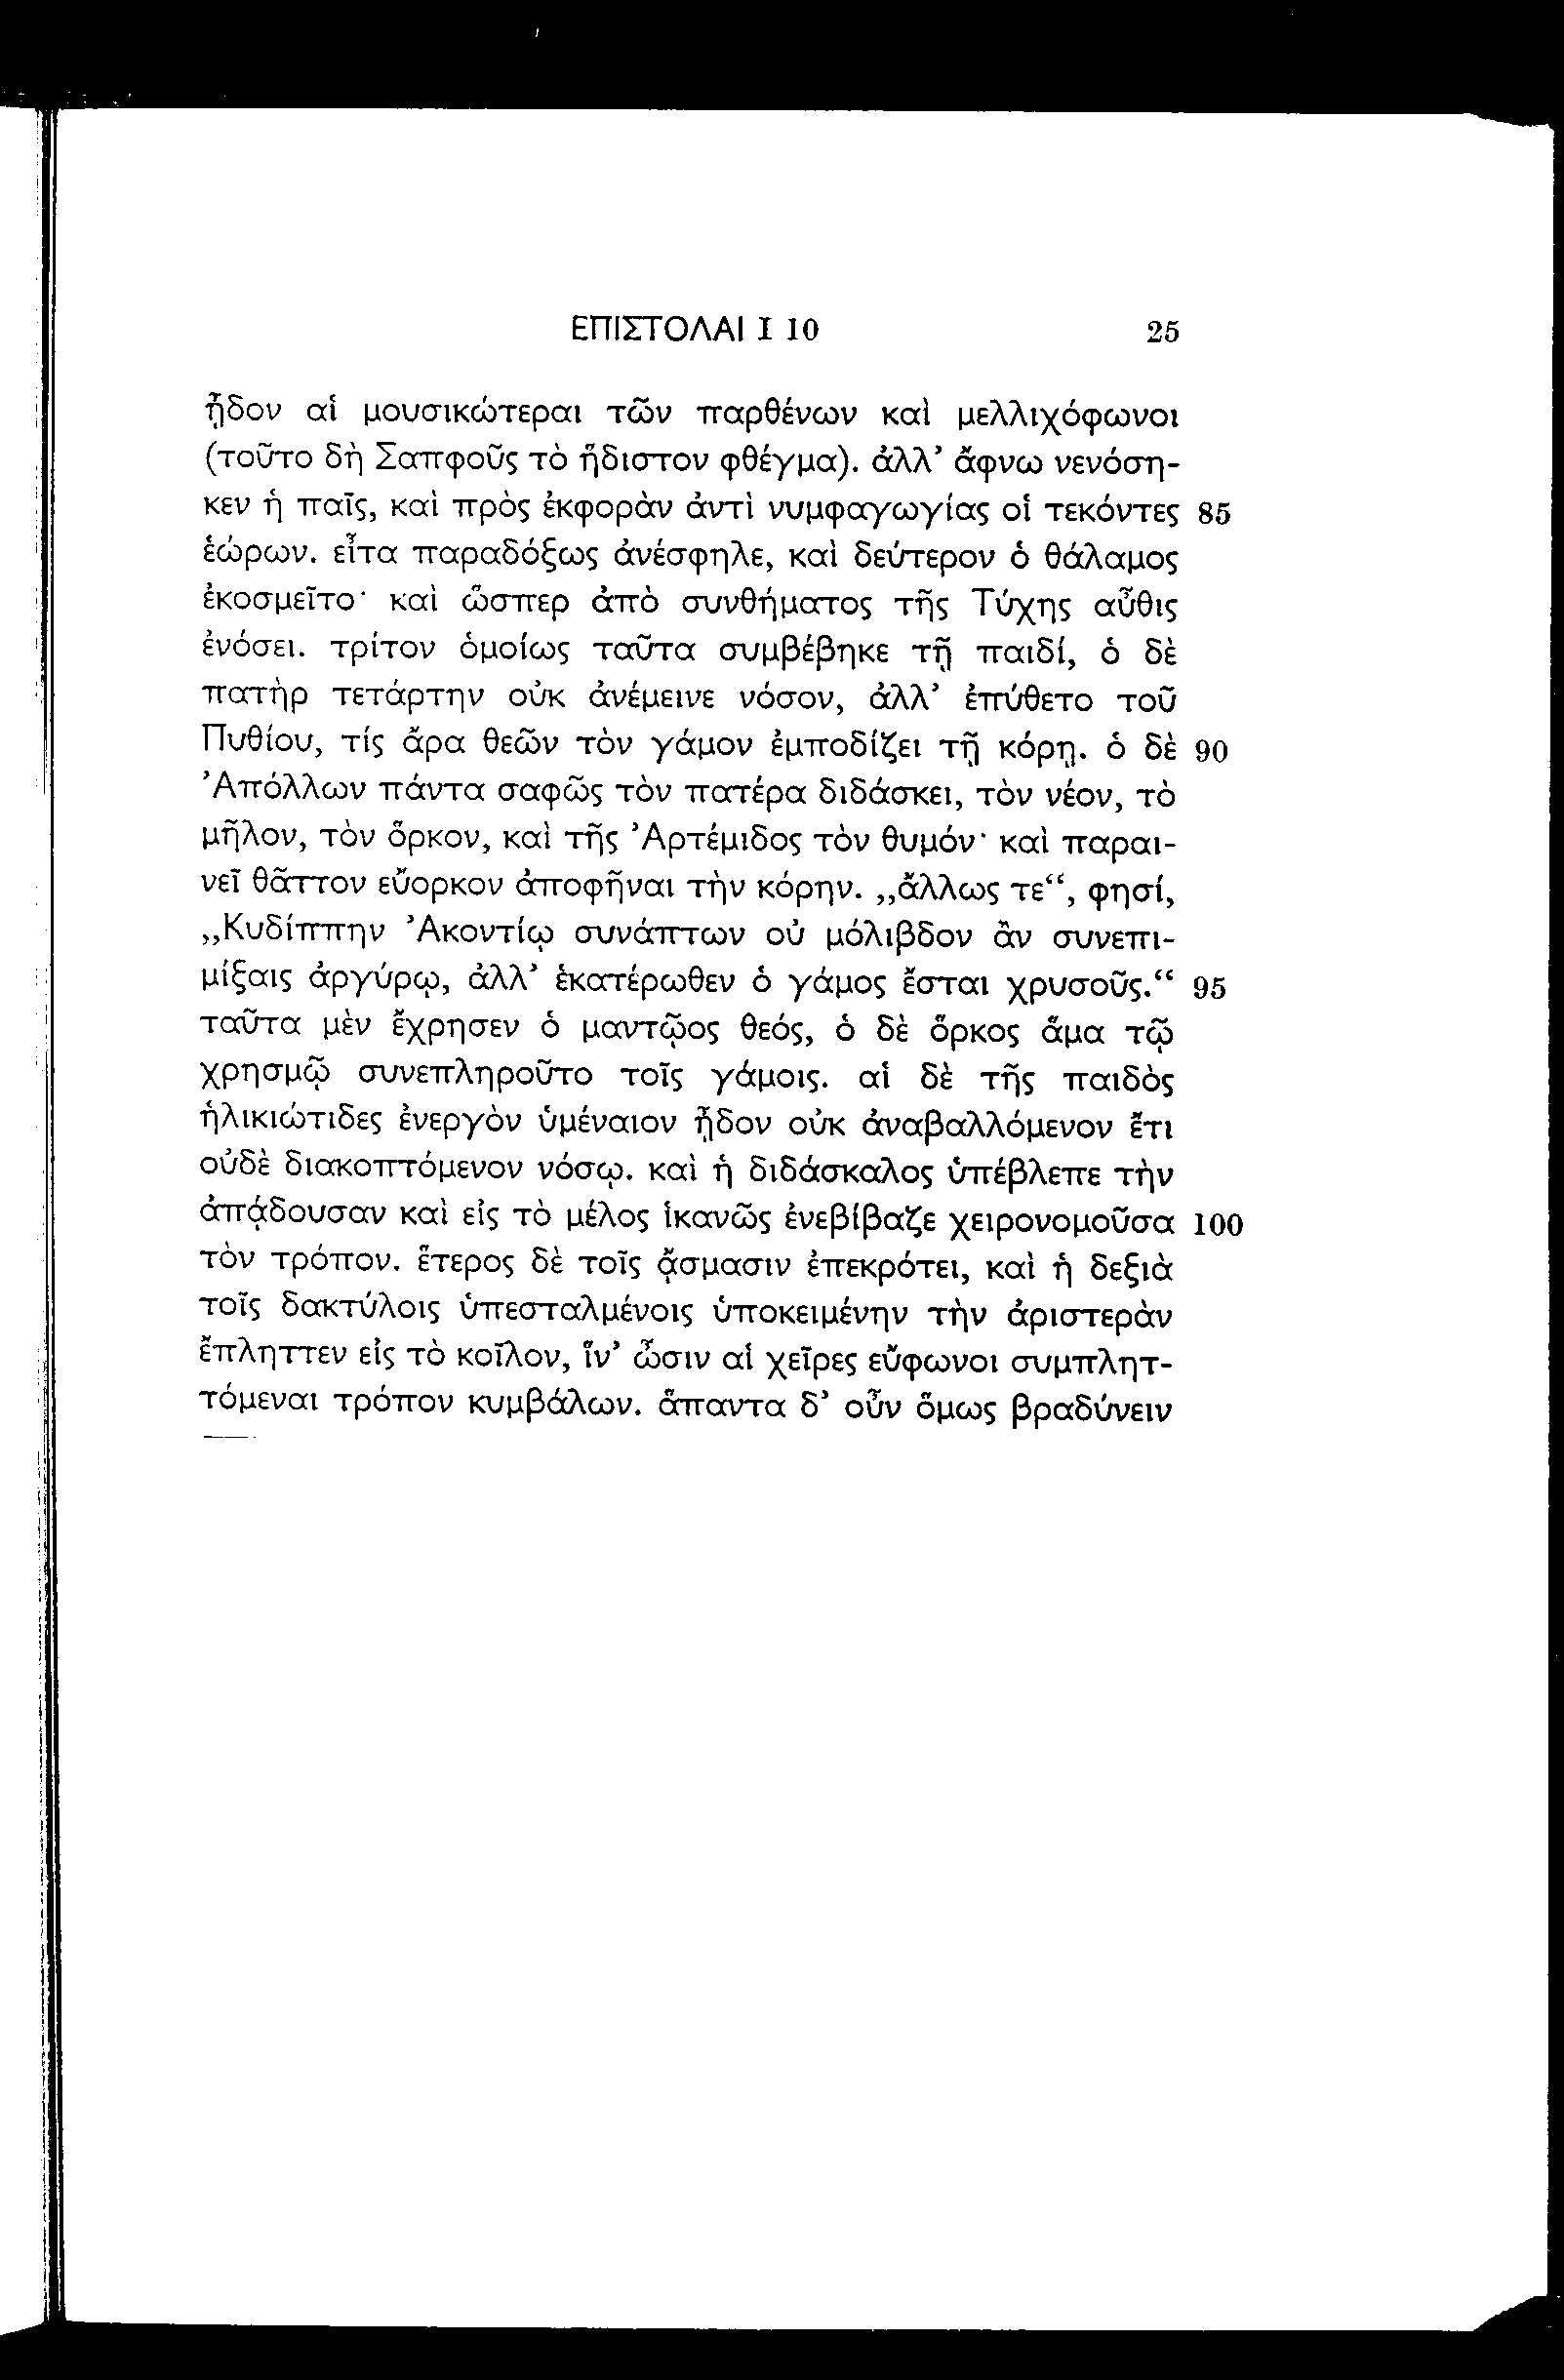 ΕΠΙΣΤΟΛΑΙ I 10 25
ᾖδον αἱ μουσικώτεραι τῶν παρθένων καὶ μελλιχόφωνοι
(τοῦτο δὴ Σαπφοῦς τὸ ἥδιστον φθέγμα). ἀλλ’ ἄφνω νενόση-
κεν ἡ παῖς, καὶ πρὸς ἐκφορὰν ἀντὶ νυμφαγωγίας οἱ τεκόντες 85
ἑώρων. εἶτα παραδόξως ἀνέσφηλε, καὶ δεύτερον ὁ θάλαμος
ἐκοσμεῖτο· καὶ ὥσπερ ἀπὸ συνθήματος τῆς Τύχης αὖθις
ἐνόσει. τρίτον ὁμοίως ταῦτα συμβέβηκε τῇ παιδί, ὁ δὲ
πατὴρ τετάρτην οὐκ ἀνέμεινε νόσον, ἀλλ’ ἐπύθετο τοῦ
Πυθίου, τίς ἄρα θεῶν τὸν γάμον ἐμποδίζει τῇ κόρῃ. ὁ δὲ 90
Ἀπόλλων πάντα σαφῶς τὸν πατέρα διδάσκει, τὸν νέον, τὸ
μῆλον, τὸν ὅρκον, καὶ τῆς Ἀρτέμιδος τὸν θυμόν· καὶ παραι-
νεῖ θᾶττον εὔορκον ἀποφῆναι τὴν κόρην. „ἄλλως τε“, φησί,
„Κυδίππην Ἀκοντίῳ συνάπτων οὐ μόλιβδον ἂν συνεπι-
μίξαις ἀργύρῳ, ἀλλ’ ἑκατέρωθεν ὁ γάμος ἔσται χρυσοῦς.“ 95
ταῦτα μὲν ἔχρησεν ὁ μαντῷος θεός, ὁ δὲ ὅρκος ἅμα τῷ
χρησμῷ συνεπληροῦτο τοῖς γάμοις. αἱ δὲ τῆς παιδὸς
ἡλικιώτιδες ἐνεργὸν ὑμέναιον ᾖδον οὐκ ἀναβαλλόμενον ἔτι
οὐδὲ διακοπτόμενον νόσῳ. καὶ ἡ διδάσκαλος ὑπέβλεπε τὴν
ἀπᾴδουσαν καὶ εἰς τὸ μέλος ἱκανῶς ἐνεβίβαζε χειρονομοῦσα 100
τὸν τρόπον. ἕτερος δὲ τοῖς ᾄσμασιν ἐπεκρότει, καὶ ἡ δεξιὰ
τοῖς δακτύλοις ὑπεσταλμένοις ὑποκειμένην τὴν ἀριστερὰν
ἔπληττεν εἰς τὸ κοῖλον, ἵν’ ὦσιν αἱ χεῖρες εὔφωνοι συμπλητ-
τόμεναι τρόπον κυμβάλων. ἅπαντα δ’ οὖν ὅμως βραδύνειν